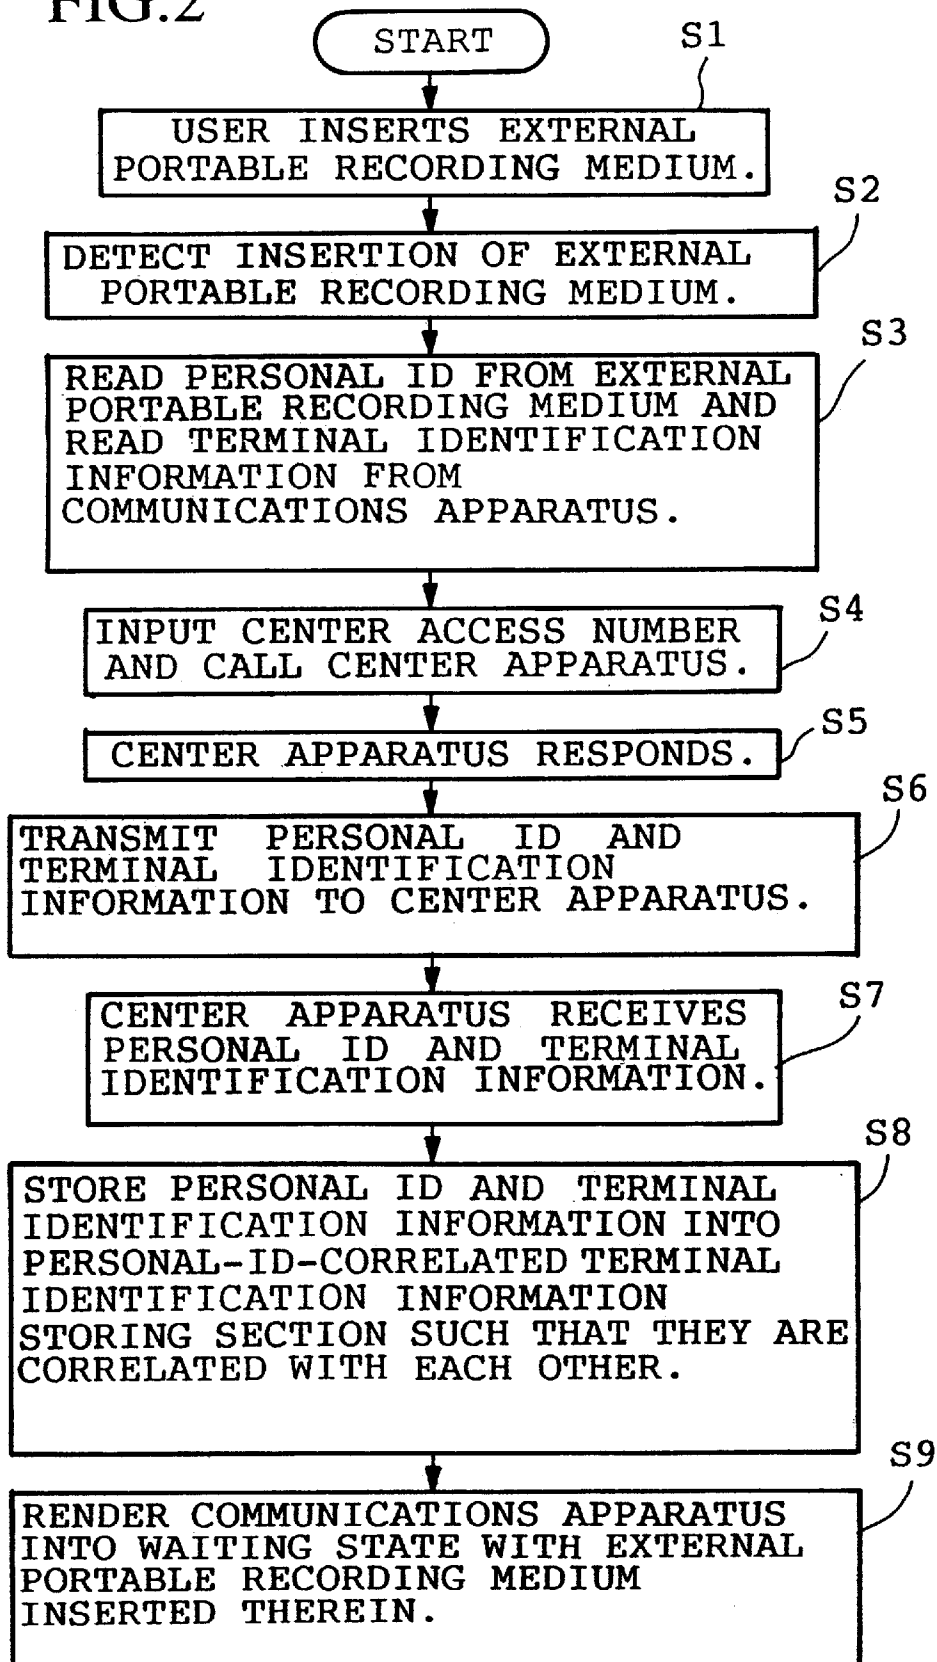 FIG.2
START
S1
USER INSERTS EXTERNAL
PORTABLE RECORDING MEDIUM.
S2
DETECT INSERTION OF EXTERNAL
PORTABLE RECORDING MEDIUM.
S3
READ PERSONAL ID FROM EXTERNAL
PORTABLE RECORDING MEDIUM AND
READ TERMINAL IDENTIFICATION
INFORMATION FROM
COMMUNICATIONS APPARATUS.
S4
INPUT CENTER ACCESS NUMBER
AND CALL CENTER APPARATUS.
S5
CENTER APPARATUS RESPONDS.
S6
TRANSMIT PERSONAL ID AND
TERMINAL IDENTIFICATION
INFORMATION TO CENTER APPARATUS.
S7
CENTER APPARATUS RECEIVES
PERSONAL ID AND TERMINAL
IDENTIFICATION INFORMATION.
S8
STORE PERSONAL ID AND TERMINAL
IDENTIFICATION INFORMATION INTO
PERSONAL-ID-CORRELATED TERMINAL
IDENTIFICATION INFORMATION
STORING SECTION SUCH THAT THEY ARE
CORRELATED WITH EACH OTHER.
S9
RENDER COMMUNICATIONS APPARATUS
INTO WAITING STATE WITH EXTERNAL
PORTABLE RECORDING MEDIUM
INSERTED THEREIN.